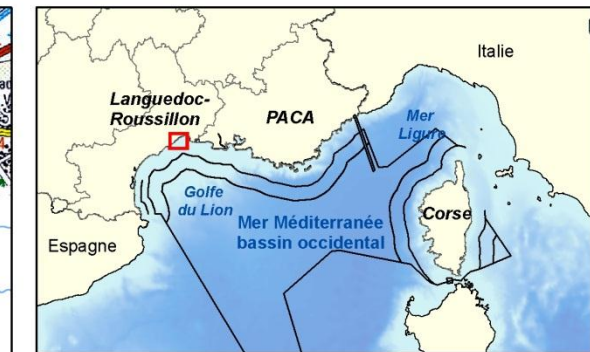 Italie
Languedoc-
Roussillon
PACA
Mer
Ligure
Golfe
du Lion
Mer Méditerranée
bassin occidental
Corse
Espagne